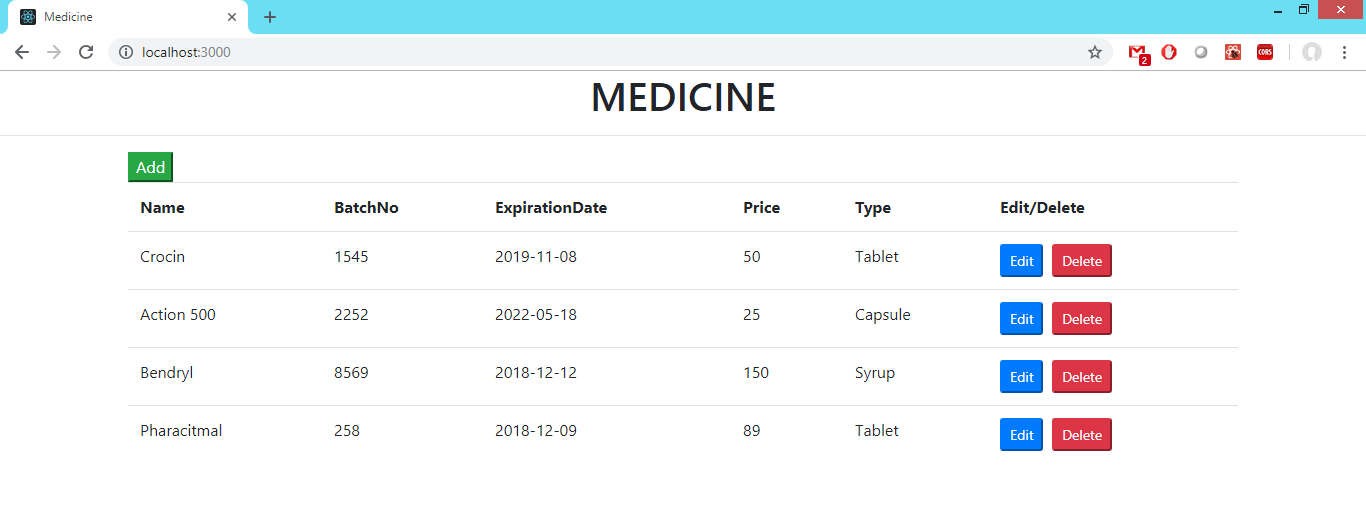 Medicine
localhost:3000
2
CORS
MEDICINE
Add
Name BatchNo ExpirationDate Price Type Edit/Delete
Crocin 1545 2019-11-08 50 Tablet Edit Delete
Action 500 2252 2022-05-18 25 Capsule Edit Delete
Bendryl 8569 2018-12-12 150 Syrup Edit Delete
Pharacitmal 258 2018-12-09 89 Tablet Edit Delete